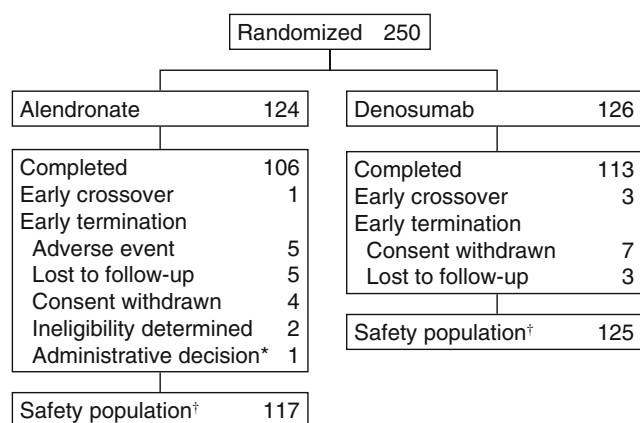 Randomized 250
Alendronate 124
Completed 106
Early crossover 1
Early termination
Adverse event 5
Lost to follow-up 5
Consent withdrawn 4
Ineligibility determined 2
Administrative decision* 1
Safety population† 117
Denosumab 126
Completed 113
Early crossover 3
Early termination
Consent withdrawn 7
Lost to follow-up 3
Safety population† 125